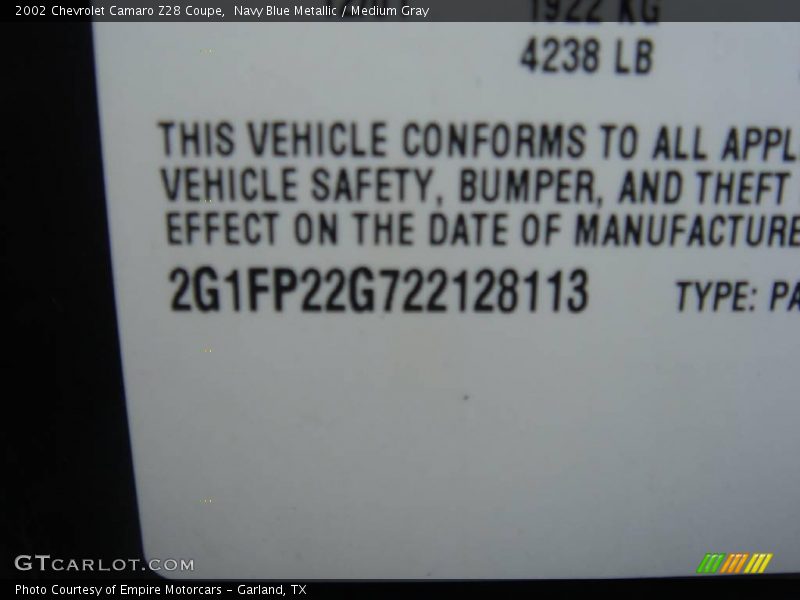 2002 Chevrolet Camaro Z28 Coupe,  Navy Blue Metallic / Medium Gray
1922 KG
4238 LB
THIS VEHICLE CONFORMS TO ALL APPL
VEHICLE SAFETY, BUMPER, AND THEFT
EFFECT ON THE DATE OF MANUFACTURE
2G1FP22G722128113 TYPE: PA
GTCARLOT.COM
Photo Courtesy of Empire Motorcars - Garland, TX